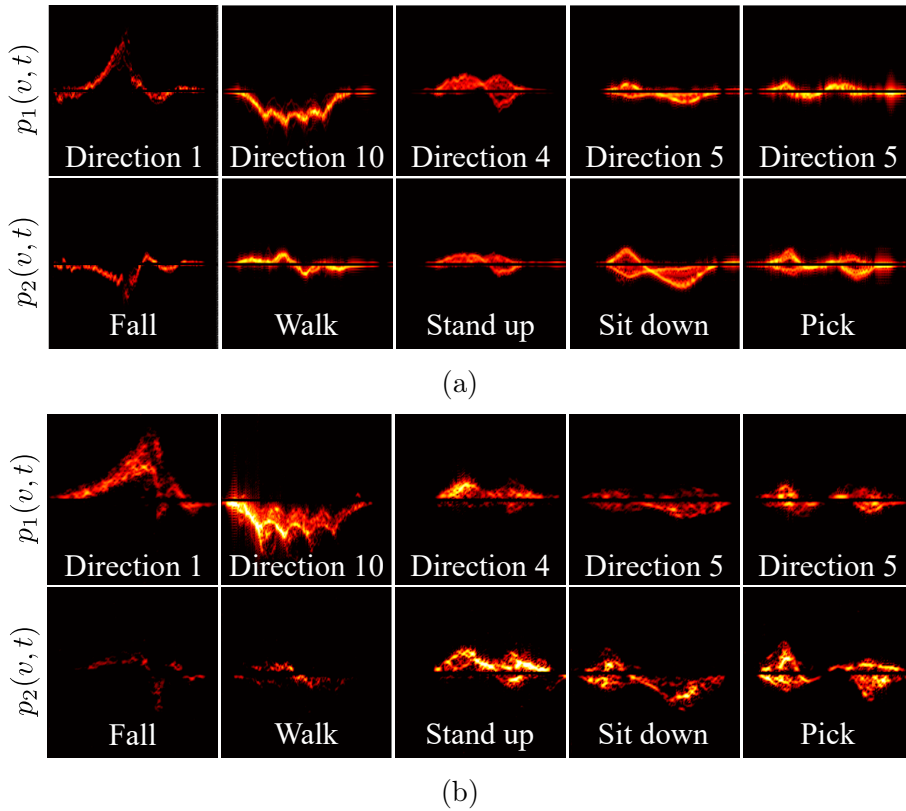 p₁(v, t)
Direction 1 Direction 10 Direction 4 Direction 5 Direction 5
p₂(v, t)
Fall Walk Stand up Sit down Pick
(a)
p₁(v, t)
Direction 1 Direction 10 Direction 4 Direction 5 Direction 5
p₂(v, t)
Fall Walk Stand up Sit down Pick
(b)